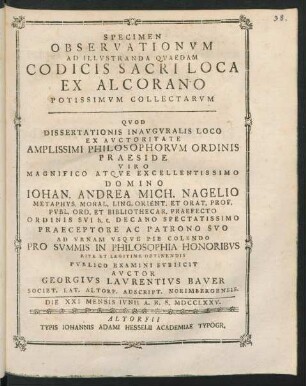 38.
SPECIMEN
OBSERVATIONVM
AD ILLVSTRANDA QVAEDAM
CODICIS SACRI LOCA
EX ALCORANO
POTISSIMVM COLLECTARVM
QVOD
DISSERTATIONIS INAVGVRALIS LOCO
EX AVCTORITATE
AMPLISSIMI PHILOSOPHORVM ORDINIS
PRAESIDE
VIRO
MAGNIFICO ATQVE EXCELLENTISSIMO
DOMINO
IOHAN. ANDREA MICH. NAGELIO
METAPHYS. MORAL. LING. ORIENT. ET ORAT. PROF.
PVBL. ORD. ET BIBLIOTHECAR. PRAEFECTO
ORDINIS SVI h. t. DECANO SPECTATISSIMO
PRAECEPTORE AC PATRONO SVO
AD VRNAM VSQVE PIE COLENDO
PRO SVMMIS IN PHILOSOPHIA HONORIBVS
RITE ET LEGITIME OBTINENDIS
PVBLICO EXAMINI SVBIICIT
AVCTOR
GEORGIVS LAVRENTIVS BAVER
SOCIET. LAT. ALTORF. ADSCRIPT. NORIMBERGENSIS.
DIE XXI MENSIS IVNII A. R. S. MDCCLXXV.
ALTORFII
TYPIS IOHANNIS ADAMI HESSELII ACADEMIAE TYPOGR.